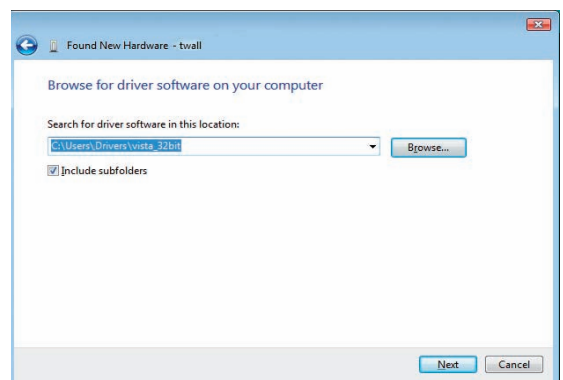 Found New Hardware - twall
Browse for driver software on your computer
Search for driver software in this location:
C:\Users\Drivers\vista_32bit
Browse...
Include subfolders
Next
Cancel